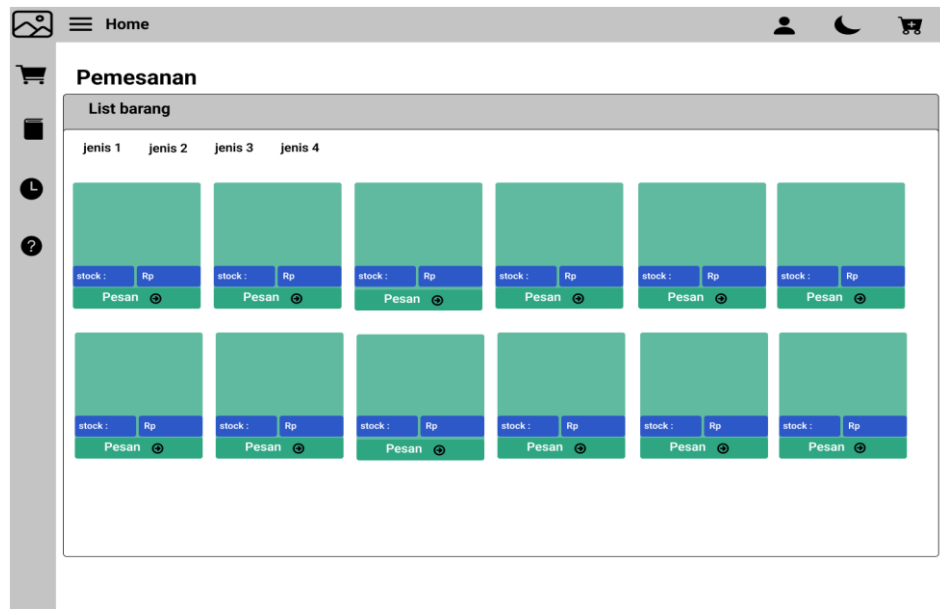 Home
Pemesanan
List barang
jenis 1 jenis 2 jenis 3 jenis 4
stock : Rp stock : Rp stock : Rp stock : Rp stock : Rp stock : Rp
Pesan Pesan Pesan Pesan Pesan Pesan
stock : Rp stock : Rp stock : Rp stock : Rp stock : Rp stock : Rp
Pesan Pesan Pesan Pesan Pesan Pesan